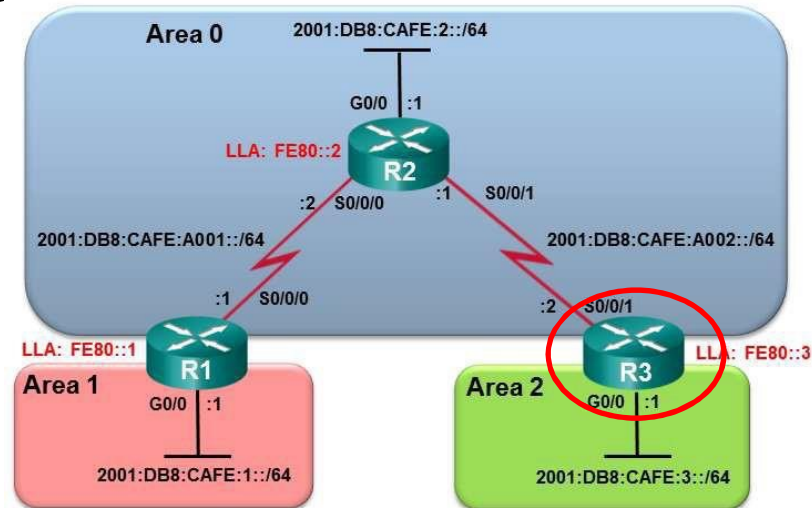 Area 0
2001:DB8:CAFE:2::/64
G0/0 :1
LLA: FE80::2
R2
:2 S0/0/0
:1 S0/0/1
2001:DB8:CAFE:A001::/64
2001:DB8:CAFE:A002::/64
:1 S0/0/0
:2 S0/0/1
LLA: FE80::1
R1
R3
LLA: FE80::3
Area 1
G0/0 :1
2001:DB8:CAFE:1::/64
Area 2
G0/0 :1
2001:DB8:CAFE:3::/64